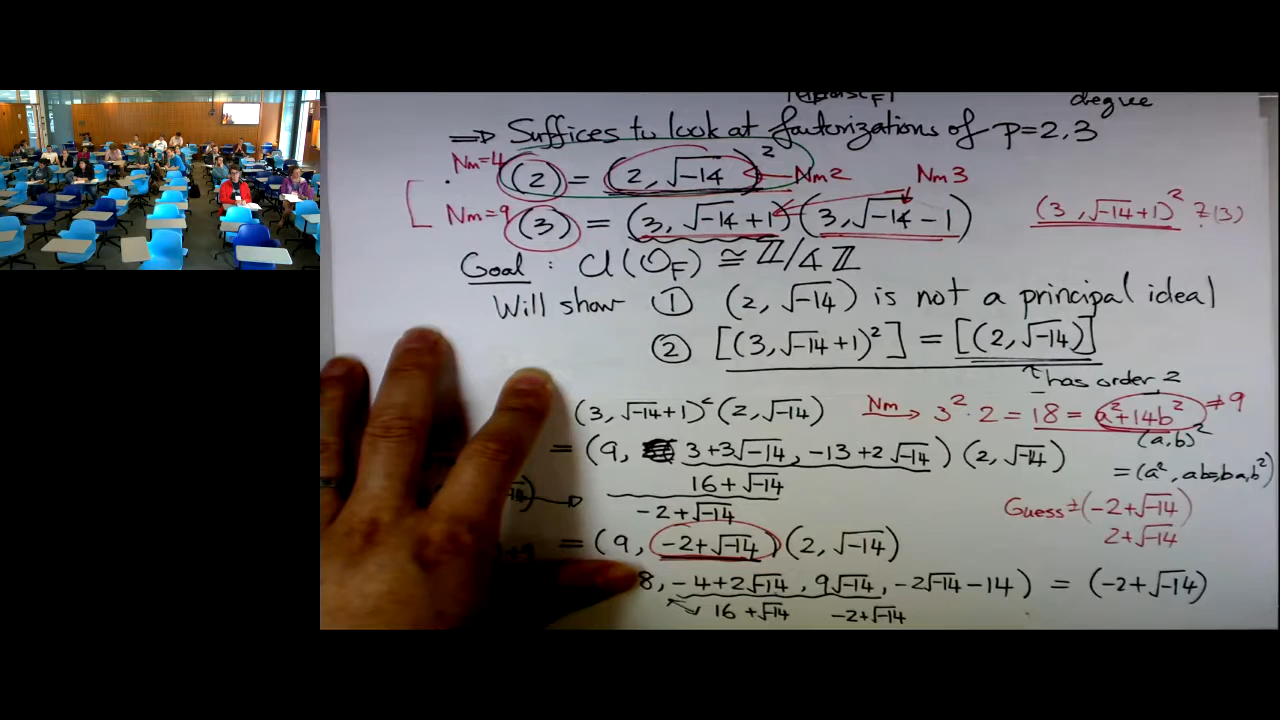 degree
⇒ Suffices to look at factorizations of p=2,3
Nm=4 (2) = (2, √-14)² ← Nm2 Nm3
Nm=9 (3) = (3, √-14+1)(3, √-14 - 1) (3, √-14+1)² ? (3)
Goal: Cl(O_F) ≅ ℤ/4ℤ
Will show ① (2, √-14) is not a principal ideal
② [(3, √-14+1)²] = [(2, √-14)]
↑ has order 2
(3, √-14+1)²(2, √-14) Nm → 3²·2 = 18 = a²+14b² ≠ 9
(a,b)²
= (9, 3+3√-14, -13+2√-14)(2, √-14) = (a², ab=ba, b²)
16+√-14 Guess ±(-2+√-14)
-2+√-14 2+√-14
= (9, -2+√-14)(2, √-14)
8, -4+2√-14, 9√-14, -2√-14-14) = (-2+√-14)
16+√-14 -2+√-14